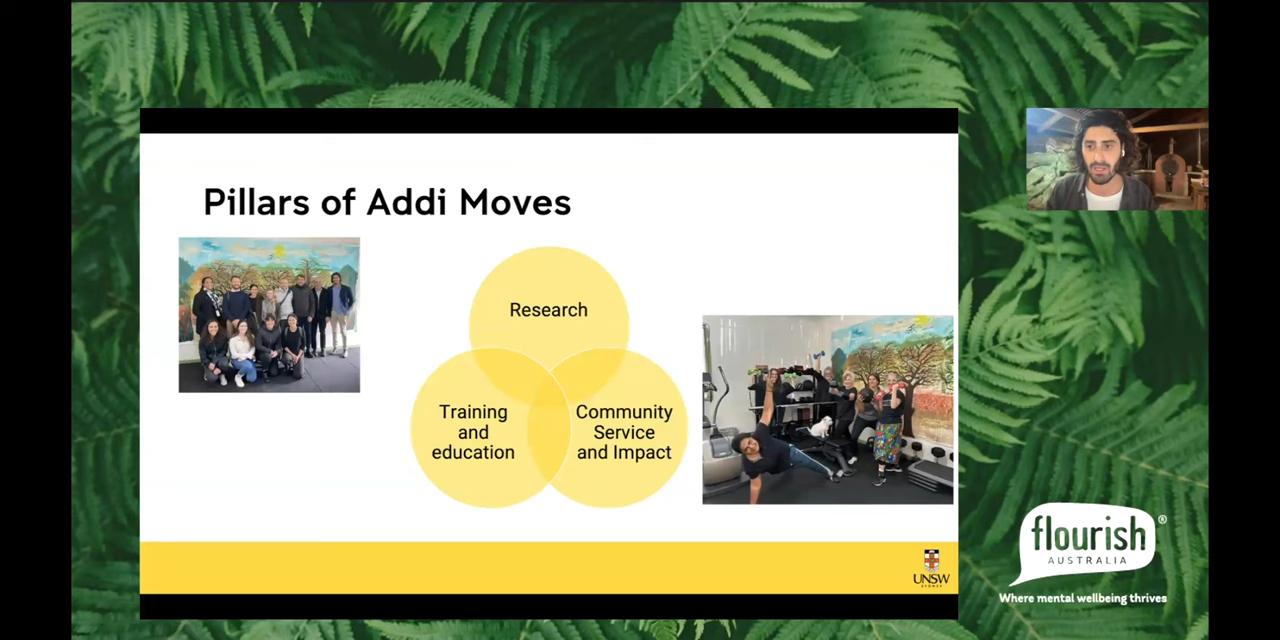 Pillars of Addi Moves
Research
Training
and
education
Community
Service
and Impact
UNSW
SYDNEY
flourish®
AUSTRALIA
Where mental wellbeing thrives